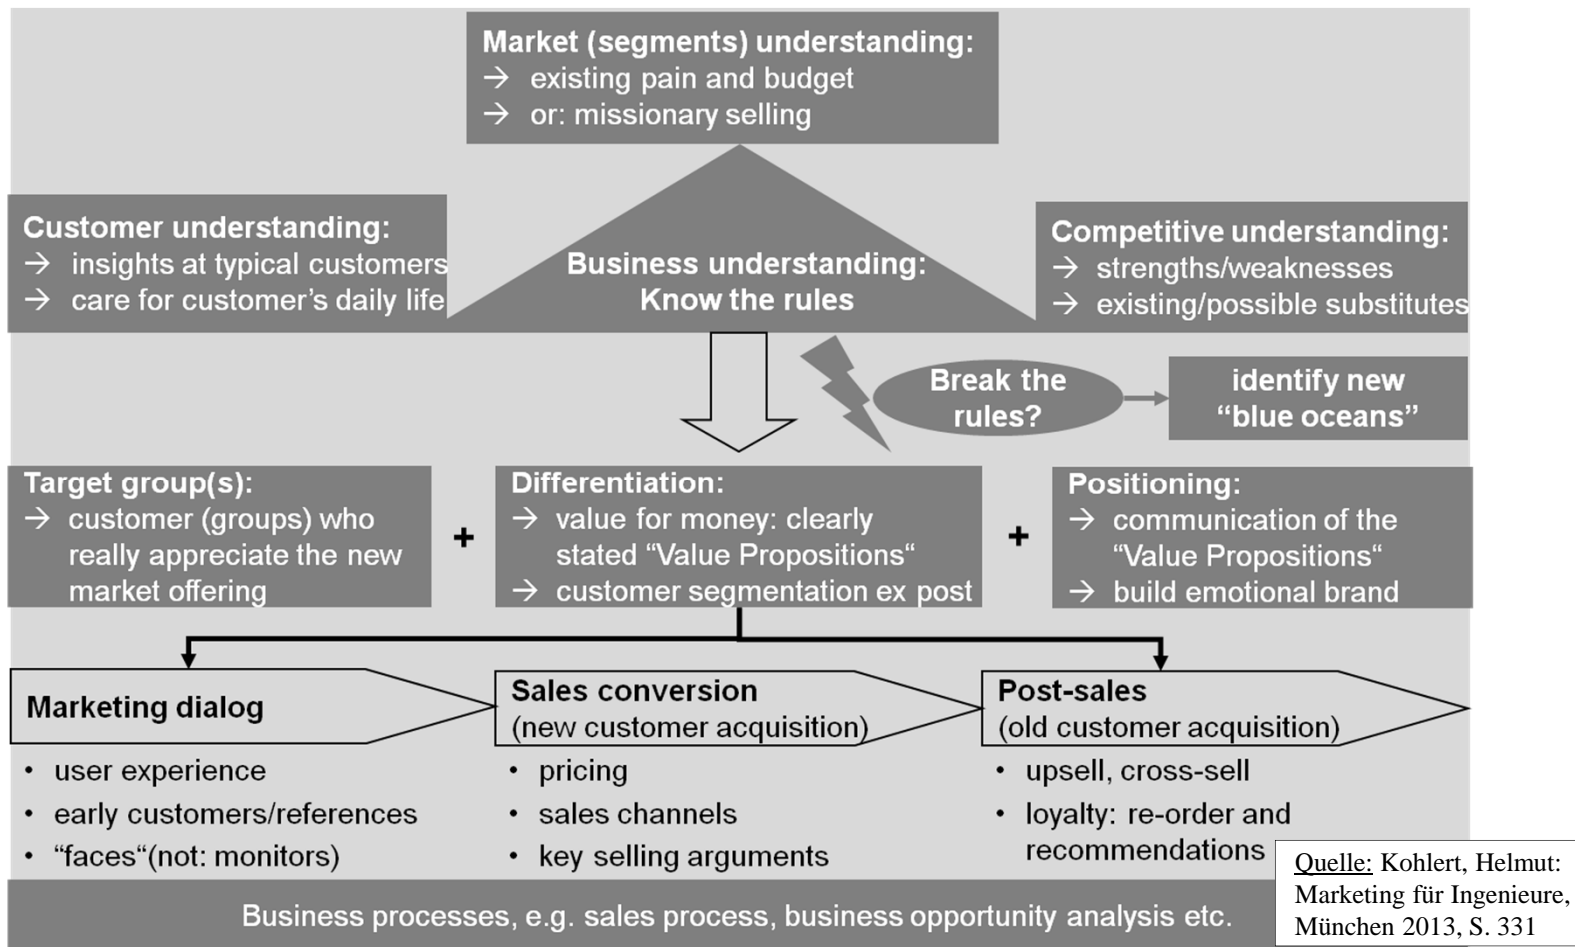 Market (segments) understanding:
→ existing pain and budget
→ or: missionary selling
Customer understanding:
→ insights at typical customers
→ care for customer’s daily life
Business understanding:
Know the rules
Competitive understanding:
→ strengths/weaknesses
→ existing/possible substitutes
Break the
rules?
identify new
“blue oceans”
Target group(s):
→ customer (groups) who
really appreciate the new
market offering
+
Differentiation:
→ value for money: clearly
stated “Value Propositions“
→ customer segmentation ex post
+
Positioning:
→ communication of the
“Value Propositions“
→ build emotional brand
Marketing dialog
• user experience
• early customers/references
• “faces“(not: monitors)
Sales conversion
(new customer acquisition)
• pricing
• sales channels
• key selling arguments
Post-sales
(old customer acquisition)
• upsell, cross-sell
• loyalty: re-order and
recommendations
Business processes, e.g. sales process, business opportunity analysis etc.
Quelle: Kohlert, Helmut:
Marketing für Ingenieure,
München 2013, S. 331